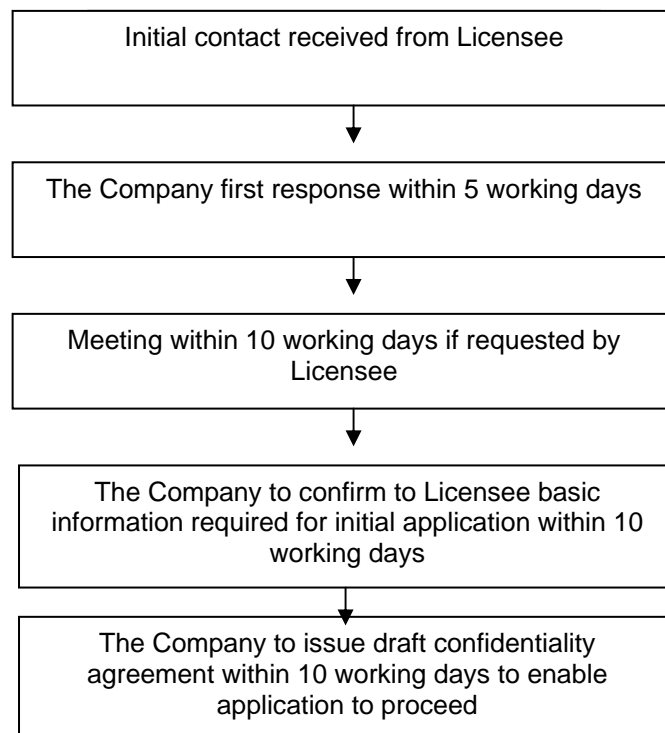 Initial contact received from Licensee
The Company first response within 5 working days
Meeting within 10 working days if requested by
Licensee
The Company to confirm to Licensee basic
information required for initial application within 10
working days
The Company to issue draft confidentiality
agreement within 10 working days to enable
application to proceed